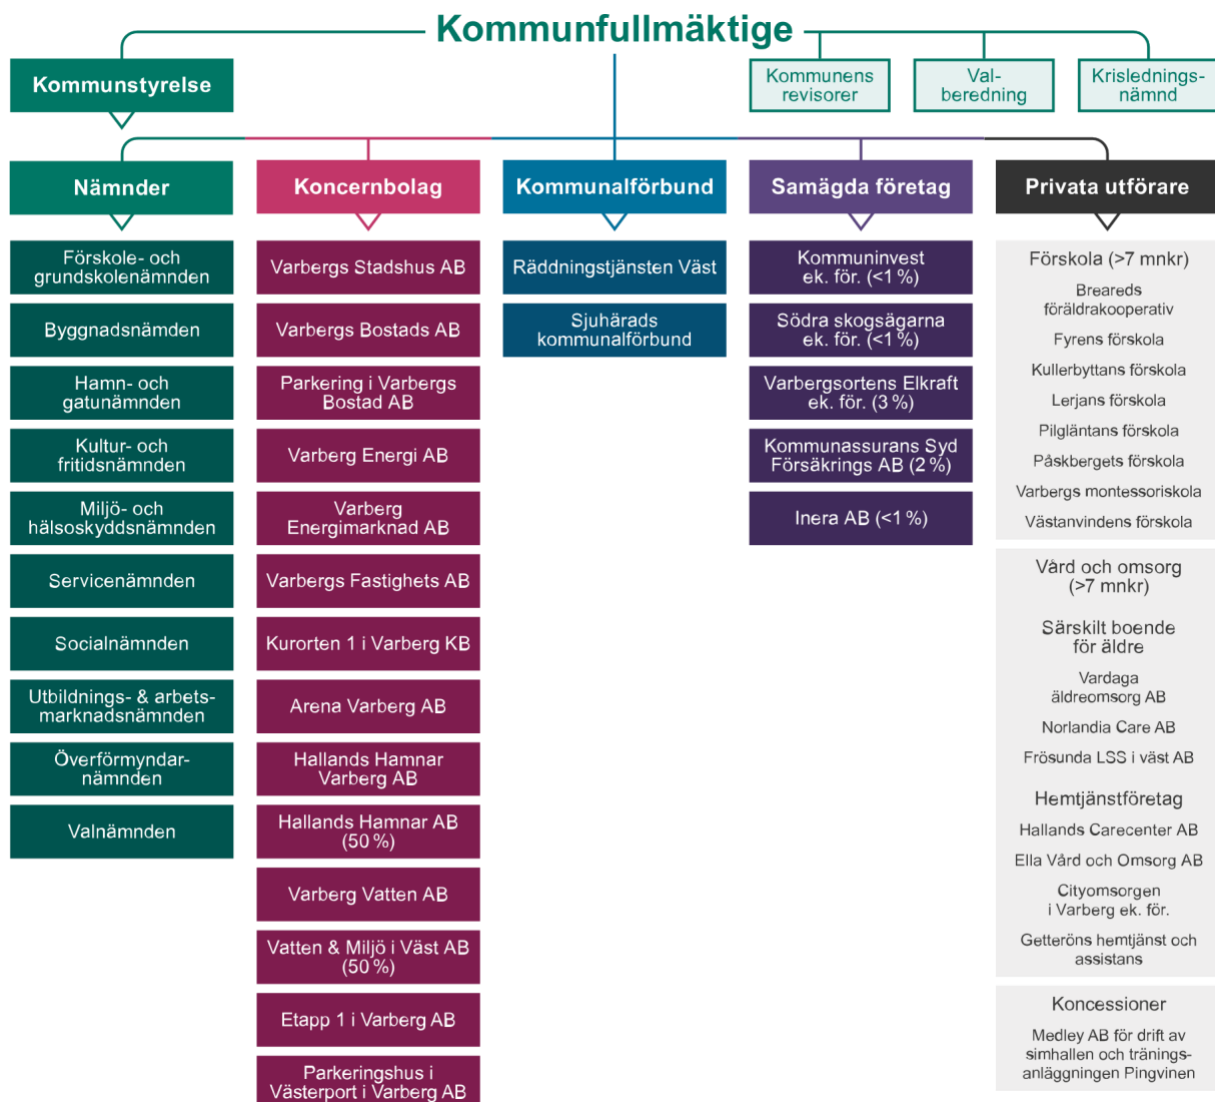 Kommunfullmäktige
Kommunstyrelse
Kommunens
revisorer
Val-
beredning
Krislednings-
nämnd
Nämnder
Förskole- och
grundskolenämnden
Byggnadsnämden
Hamn- och
gatunämnden
Kultur- och
fritidsnämnden
Miljö- och
hälsoskyddsnämnden
Servicenämnden
Socialnämnden
Utbildnings- & arbets-
marknadsnämnden
Överförmyndar-
nämnden
Valnämnden
Koncernbolag
Varbergs Stadshus AB
Varbergs Bostads AB
Parkering i Varbergs
Bostad AB
Varberg Energi AB
Varberg
Energimarknad AB
Varbergs Fastighets AB
Kurorten 1 i Varberg KB
Arena Varberg AB
Hallands Hamnar
Varberg AB
Hallands Hamnar AB
(50 %)
Varberg Vatten AB
Vatten & Miljö i Väst AB
(50 %)
Etapp 1 i Varberg AB
Parkeringshus i
Västerport i Varberg AB
Kommunalförbund
Räddningstjänsten Väst
Sjuhärads
kommunalförbund
Samägda företag
Kommuninvest
ek. för. (<1 %)
Södra skogsägarna
ek. för. (<1 %)
Varbergsortens Elkraft
ek. för. (3 %)
Kommunassurans Syd
Försäkrings AB (2 %)
Inera AB (<1 %)
Privata utförare
Förskola (>7 mnkr)
Breareds
föräldrakooperativ
Fyrens förskola
Kullerbyttans förskola
Lerjans förskola
Pilgläntans förskola
Påskbergets förskola
Varbergs montessoriskola
Västanvindens förskola
Vård och omsorg
(>7 mnkr)
Särskilt boende
för äldre
Vardaga
äldreomsorg AB
Norlandia Care AB
Frösunda LSS i väst AB
Hemtjänstföretag
Hallands Carecenter AB
Ella Vård och Omsorg AB
Cityomsorgen
i Varberg ek. för.
Getteröns hemtjänst och
assistans
Koncessioner
Medley AB för drift av
simhallen och tränings-
anläggningen Pingvinen